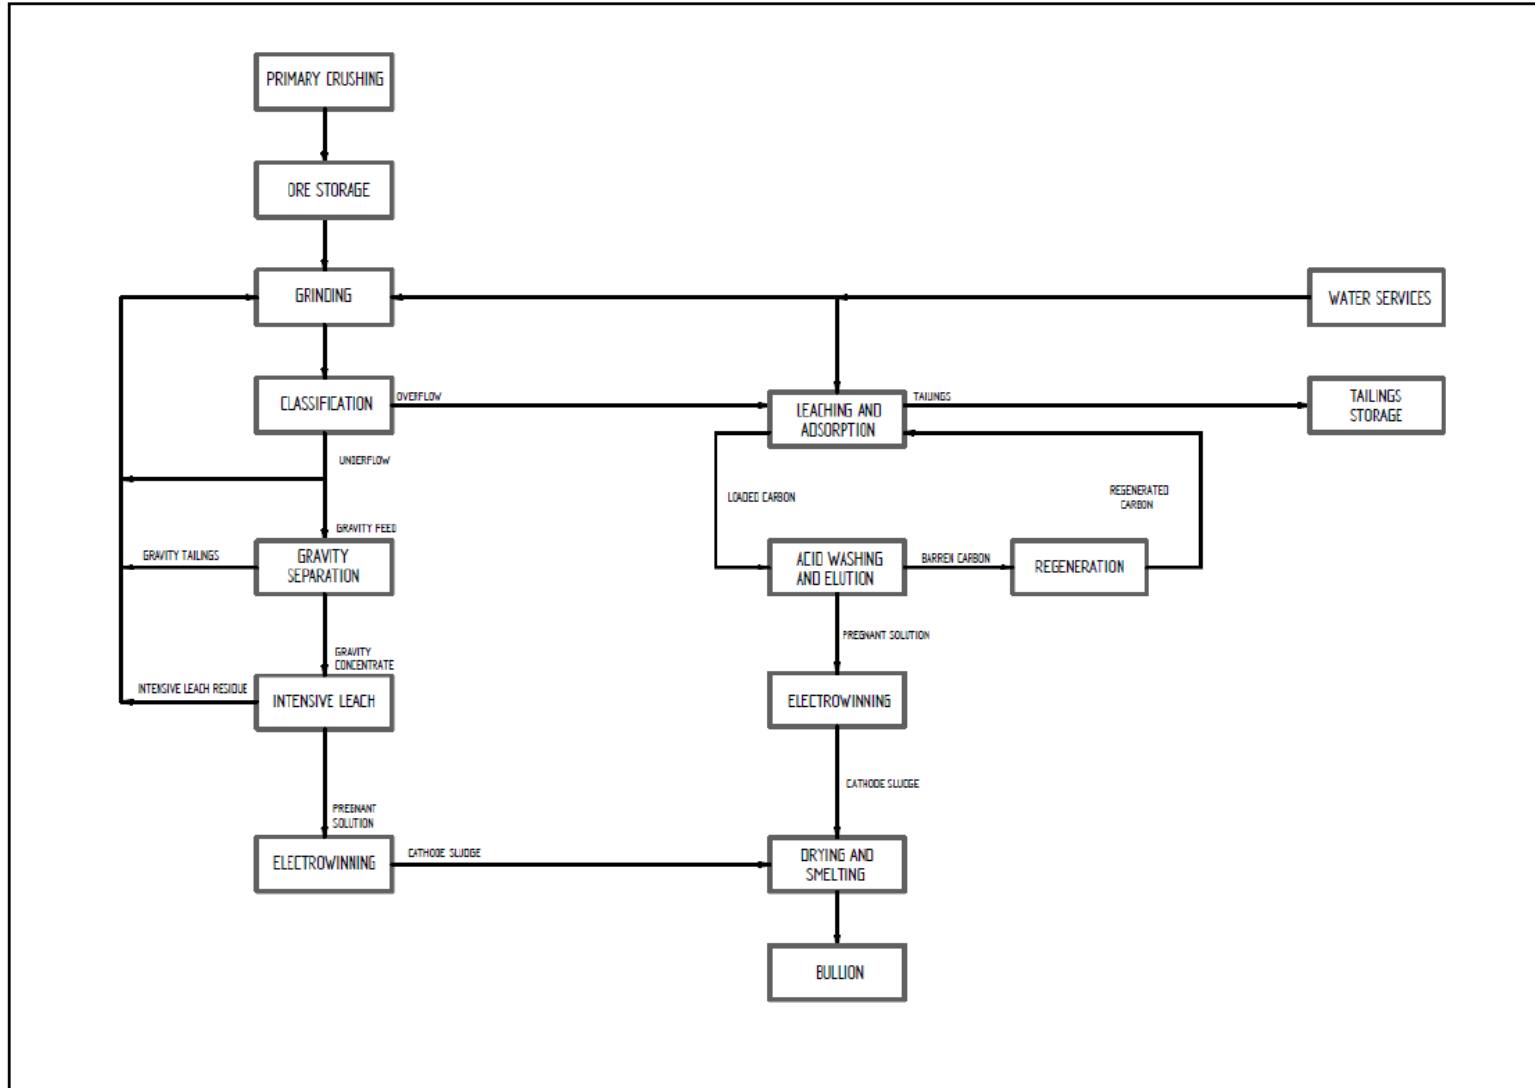 PRIMARY CRUSHING
ORE STORAGE
GRINDING
WATER SERVICES
CLASSIFICATION
OVERFLOW
LEACHING AND
ADSORPTION
TAILINGS
TAILINGS
STORAGE
UNDERFLOW
LOADED CARBON
REGENERATED
CARBON
GRAVITY FEED
GRAVITY TAILINGS
GRAVITY
SEPARATION
ACID WASHING
AND ELUTION
BARREN CARBON
REGENERATION
PREGNANT SOLUTION
GRAVITY
CONCENTRATE
INTENSIVE LEACH RESIDUE
INTENSIVE LEACH
ELECTROWINNING
CATHODE SLUDGE
PREGNANT
SOLUTION
ELECTROWINNING
CATHODE SLUDGE
DRYING AND
SMELTING
BULLION